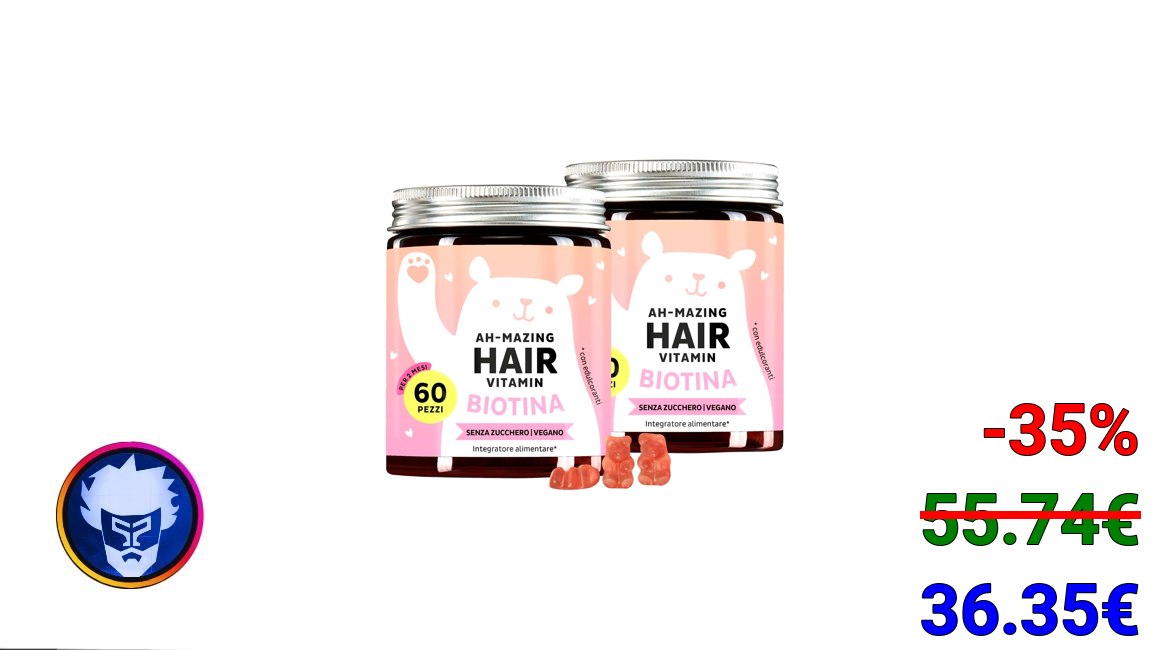 AH-MAZING
HAIR
VITAMIN
BIOTINA
SENZA ZUCCHERO | VEGANO
Integratore alimentare*
* con edulcoranti
PER 2 MESI
60
PEZZI
AH-MAZING
HAIR
VITAMIN
BIOTINA
SENZA ZUCCHERO | VEGANO
Integratore alimentare*
* con edulcoranti
-35%
55.74€
36.35€